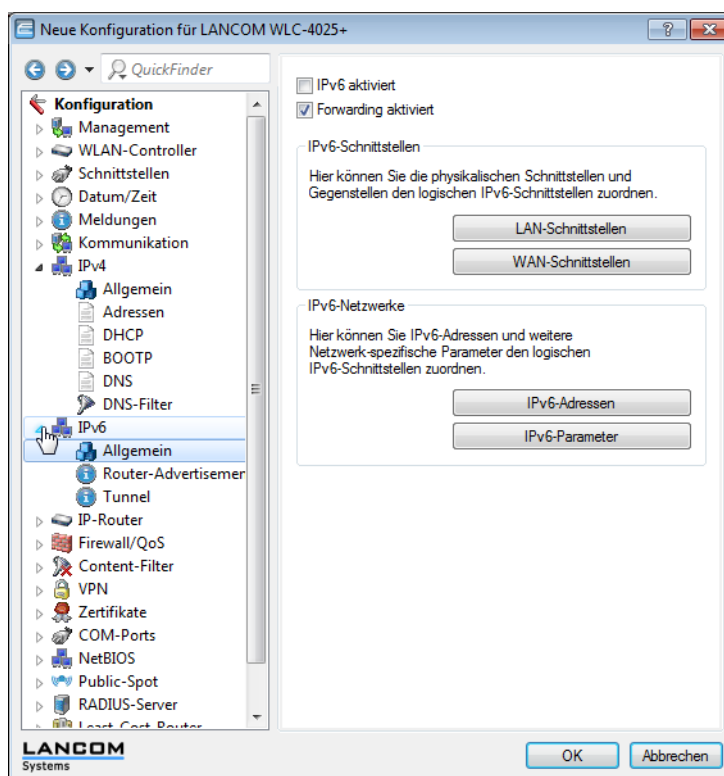 Neue Konfiguration für LANCOM WLC-4025+
QuickFinder
Konfiguration
Management
WLAN-Controller
Schnittstellen
Datum/Zeit
Meldungen
Kommunikation
IPv4
Allgemein
Adressen
DHCP
BOOTP
DNS
DNS-Filter
IPv6
Allgemein
Router-Advertisemer
Tunnel
IP-Router
Firewall/QoS
Content-Filter
VPN
Zertifikate
COM-Ports
NetBIOS
Public-Spot
RADIUS-Server
Least-Cost-Router
IPv6 aktiviert
Forwarding aktiviert
IPv6-Schnittstellen
Hier können Sie die physikalischen Schnittstellen und
Gegenstellen den logischen IPv6-Schnittstellen zuordnen.
LAN-Schnittstellen
WAN-Schnittstellen
IPv6-Netzwerke
Hier können Sie IPv6-Adressen und weitere
Netzwerk-spezifische Parameter den logischen
IPv6-Schnittstellen zuordnen.
IPv6-Adressen
IPv6-Parameter
LANCOM
Systems
OK
Abbrechen